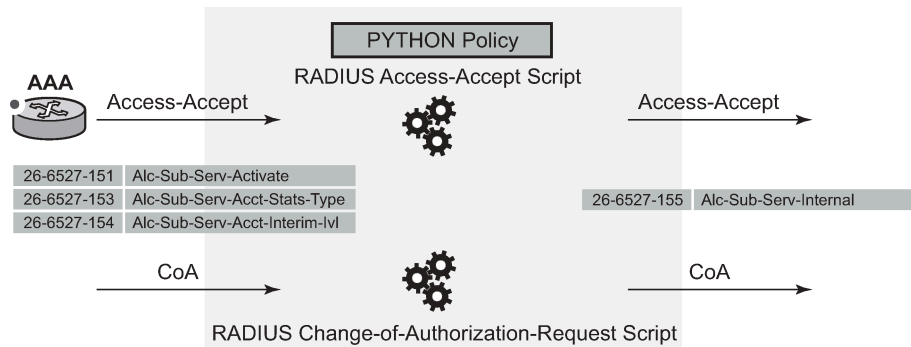 PYTHON Policy
RADIUS Access-Accept Script
AAA
Access-Accept
Access-Accept
26-6527-151 Alc-Sub-Serv-Activate
26-6527-153 Alc-Sub-Serv-Acct-Stats-Type
26-6527-154 Alc-Sub-Serv-Acct-Interim-Ivl
26-6527-155 Alc-Sub-Serv-Internal
CoA
CoA
RADIUS Change-of-Authorization-Request Script